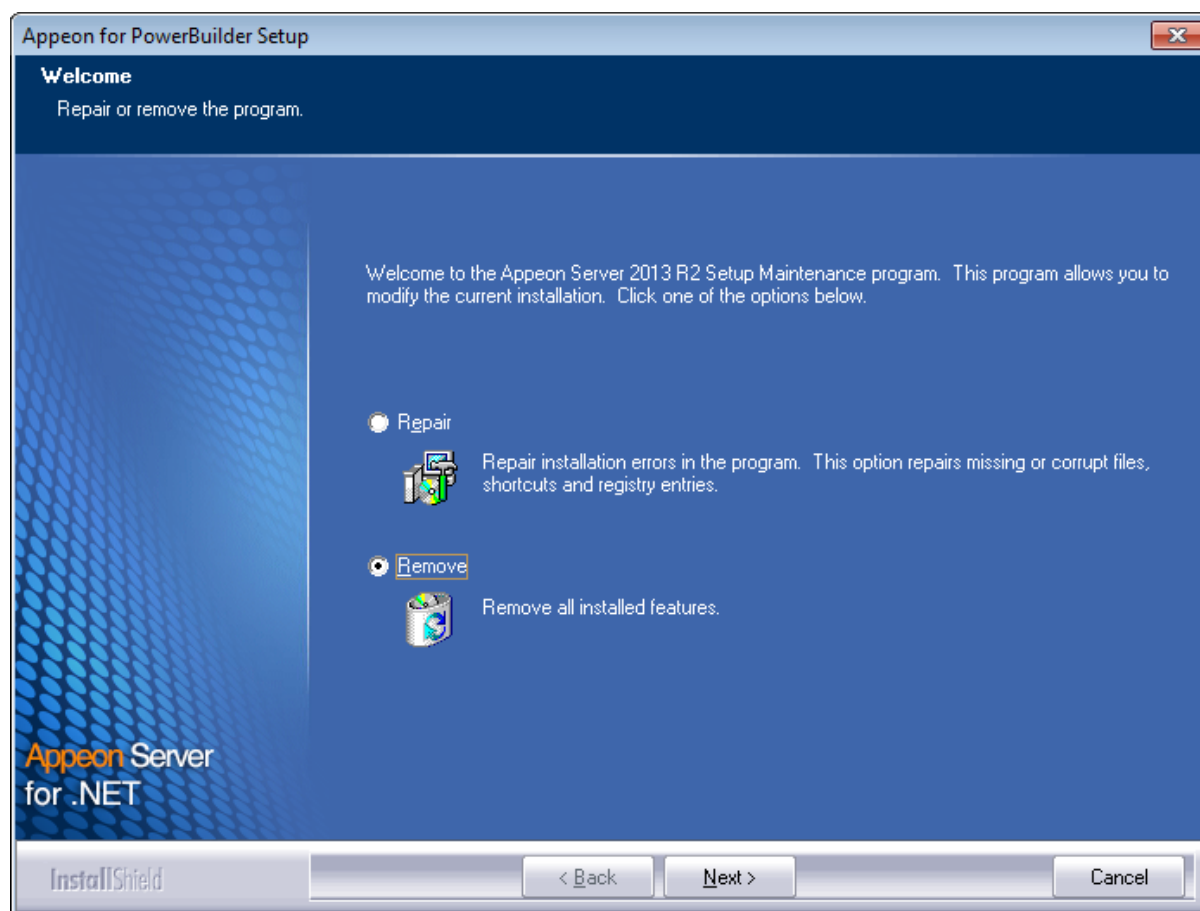 Appeon for PowerBuilder Setup
Welcome
Repair or remove the program.
Welcome to the Appeon Server 2013 R2 Setup Maintenance program.  This program allows you to
modify the current installation.  Click one of the options below.
Repair
Repair installation errors in the program.  This option repairs missing or corrupt files,
shortcuts and registry entries.
Remove
Remove all installed features.
Appeon Server
for .NET
InstallShield
< Back
Next >
Cancel